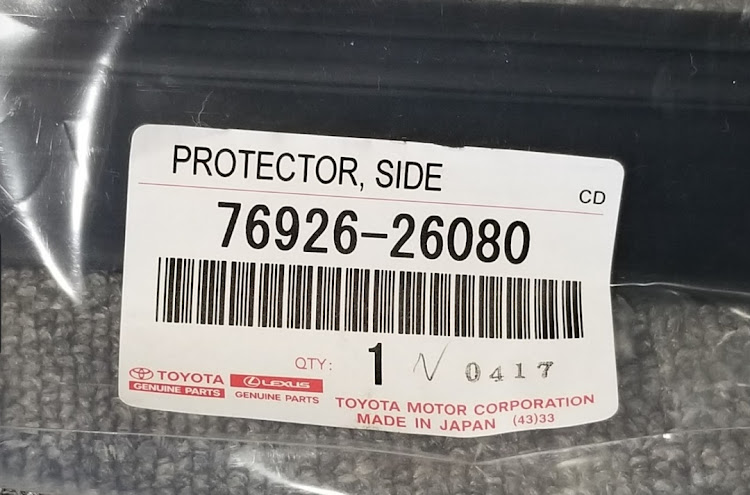 PROTECTOR, SIDE
CD
76926-26080
QTY: 1 N 0417
TOYOTA
GENUINE PARTS
LEXUS
GENUINE PARTS
TOYOTA MOTOR CORPORATION
MADE IN JAPAN (43)33